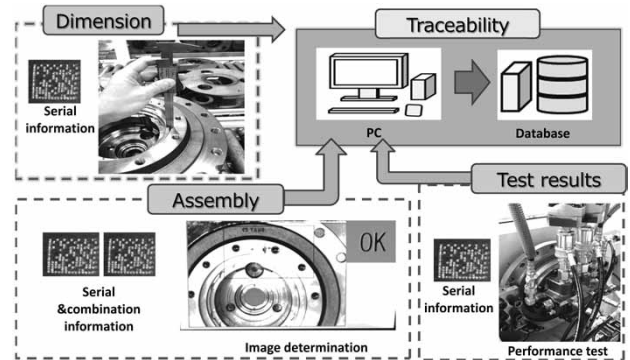 Dimension
Traceability
Serial
information
PC
Database
Assembly
Test results
OK
Serial
&combination
information
Image determination
Serial
information
Performance test